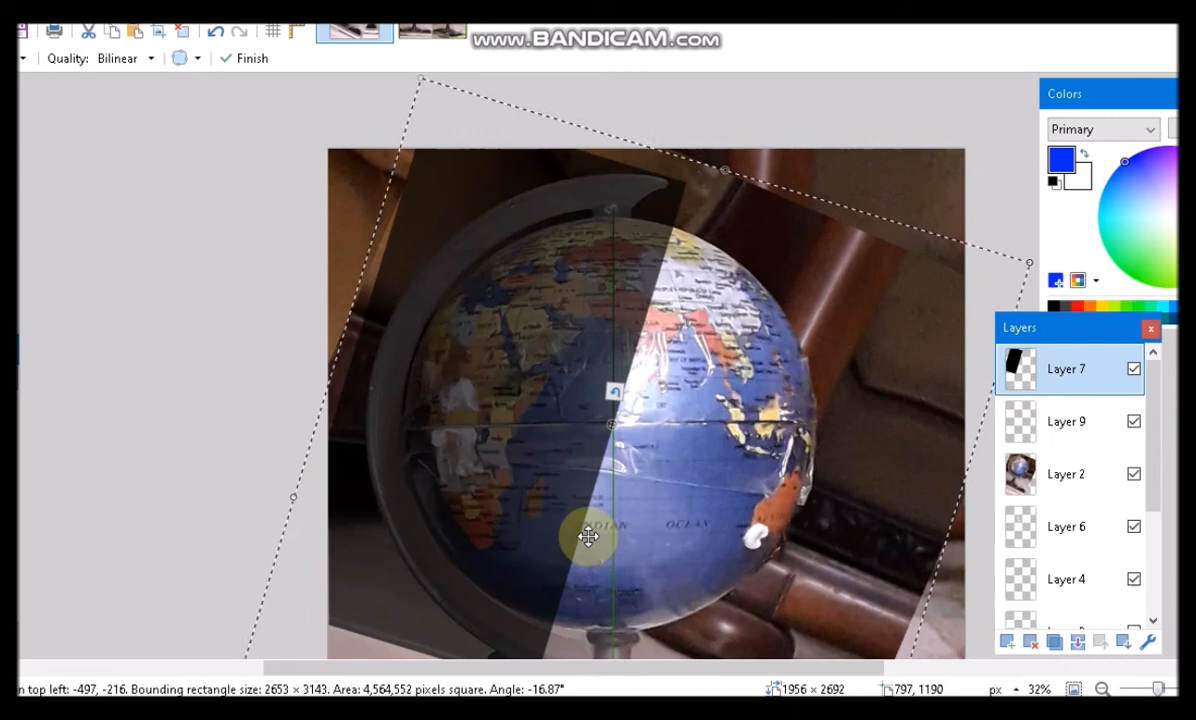 www.BANDICAM.com
Quality: Bilinear Finish
Colors
Primary
Layers
Layer 7
Layer 9
Layer 2
Layer 6
Layer 4
INDIAN OCEAN
n top left: -497, -216. Bounding rectangle size: 2653 × 3143. Area: 4,564,552 pixels square. Angle: -16.87° 1956 × 2692 797, 1190 px 32%